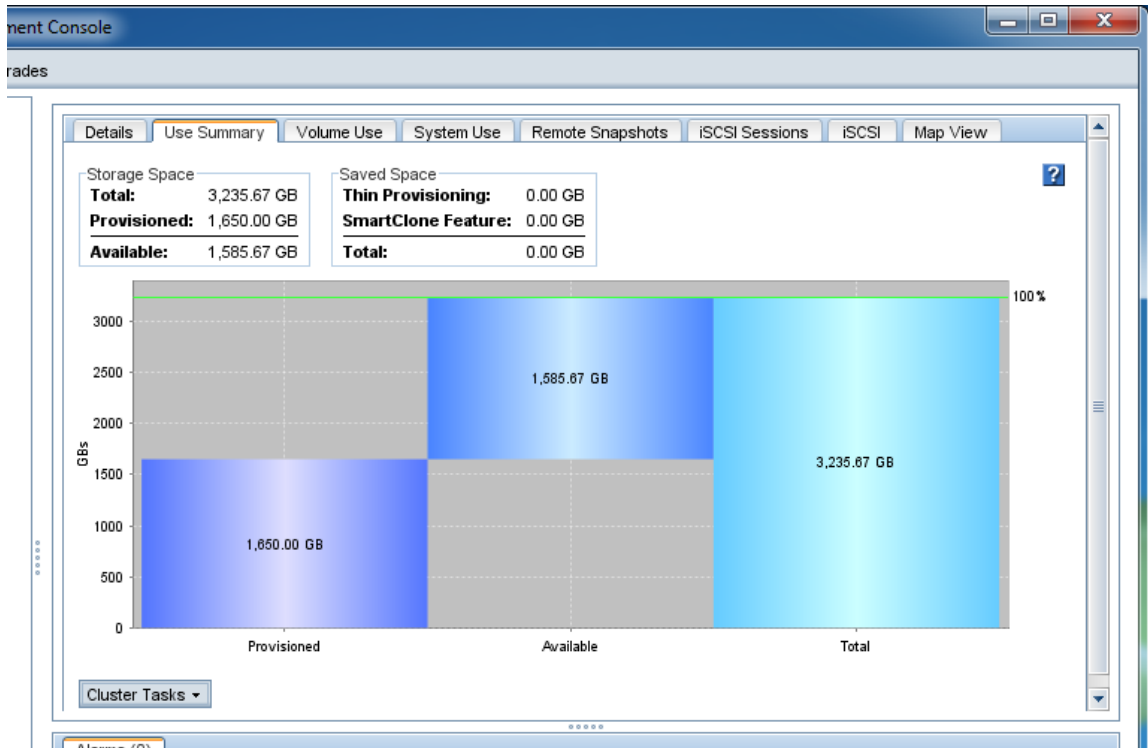 ment Console
rades
Details Use Summary Volume Use System Use Remote Snapshots iSCSI Sessions iSCSI Map View
Storage Space Saved Space
Total: 3,235.67 GB Thin Provisioning: 0.00 GB
Provisioned: 1,650.00 GB SmartClone Feature: 0.00 GB
Available: 1,585.67 GB Total: 0.00 GB
?
100%
3000
2500
1,585.67 GB
2000
GBs
1500
3,235.67 GB
1000
1,650.00 GB
500
0
Provisioned Available Total
Cluster Tasks